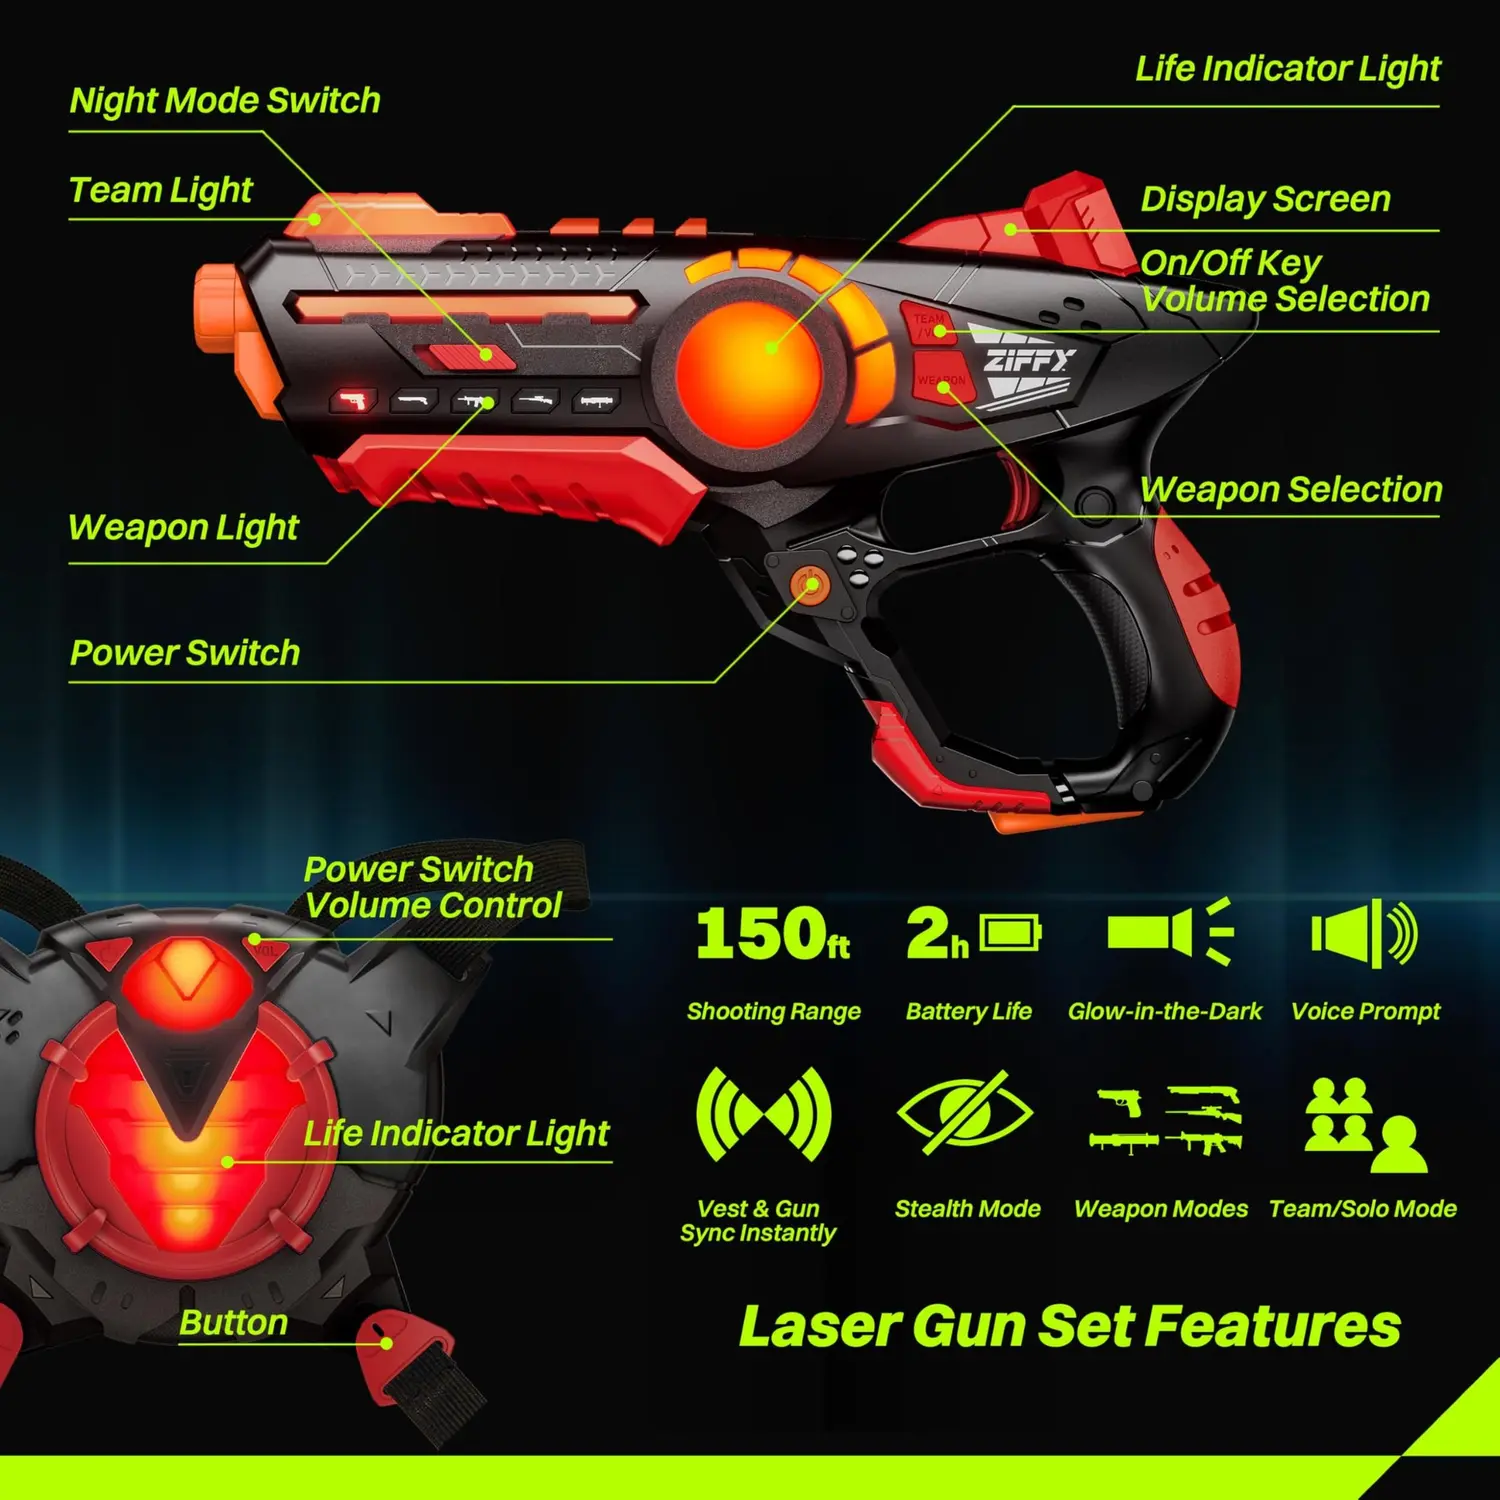 Night Mode Switch
Team Light
Weapon Light
Power Switch
Life Indicator Light
Display Screen
On/Off Key
Volume Selection
Weapon Selection
TEAM
WEAPON
ZIFFY
Power Switch
Volume Control
VOL
Life Indicator Light
Button
150ft
Shooting Range
2h
Battery Life
Glow-in-the-Dark
Voice Prompt
Vest & Gun
Sync Instantly
Stealth Mode
Weapon Modes
Team/Solo Mode
Laser Gun Set Features